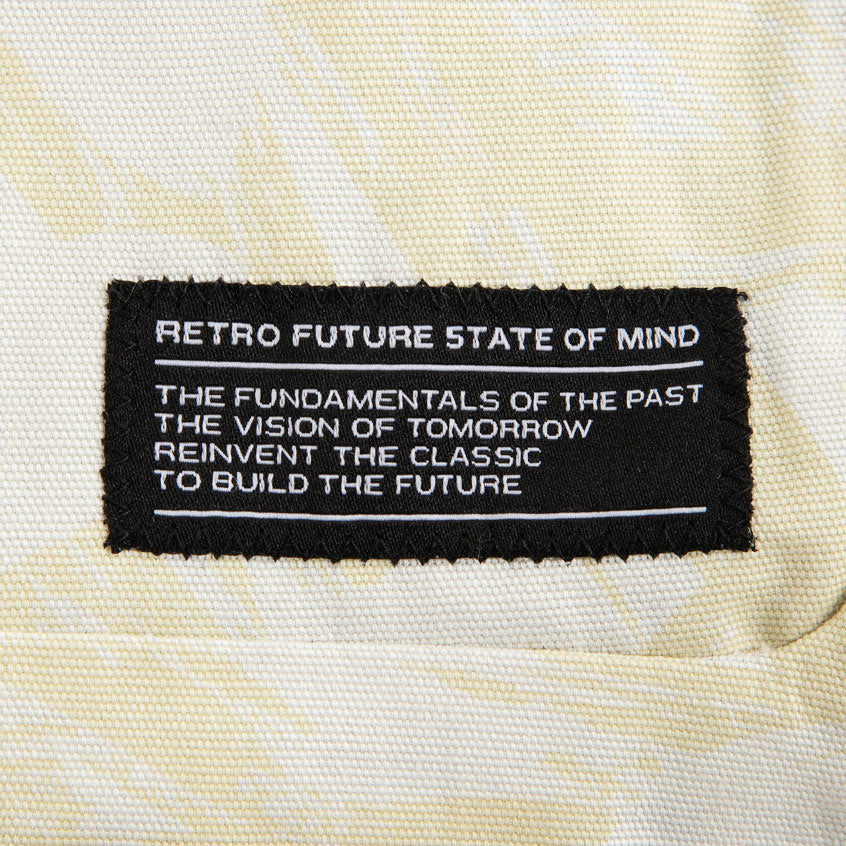 RETRO FUTURE STATE OF MIND
THE FUNDAMENTALS OF THE PAST
THE VISION OF TOMORROW
REINVENT THE CLASSIC
TO BUILD THE FUTURE